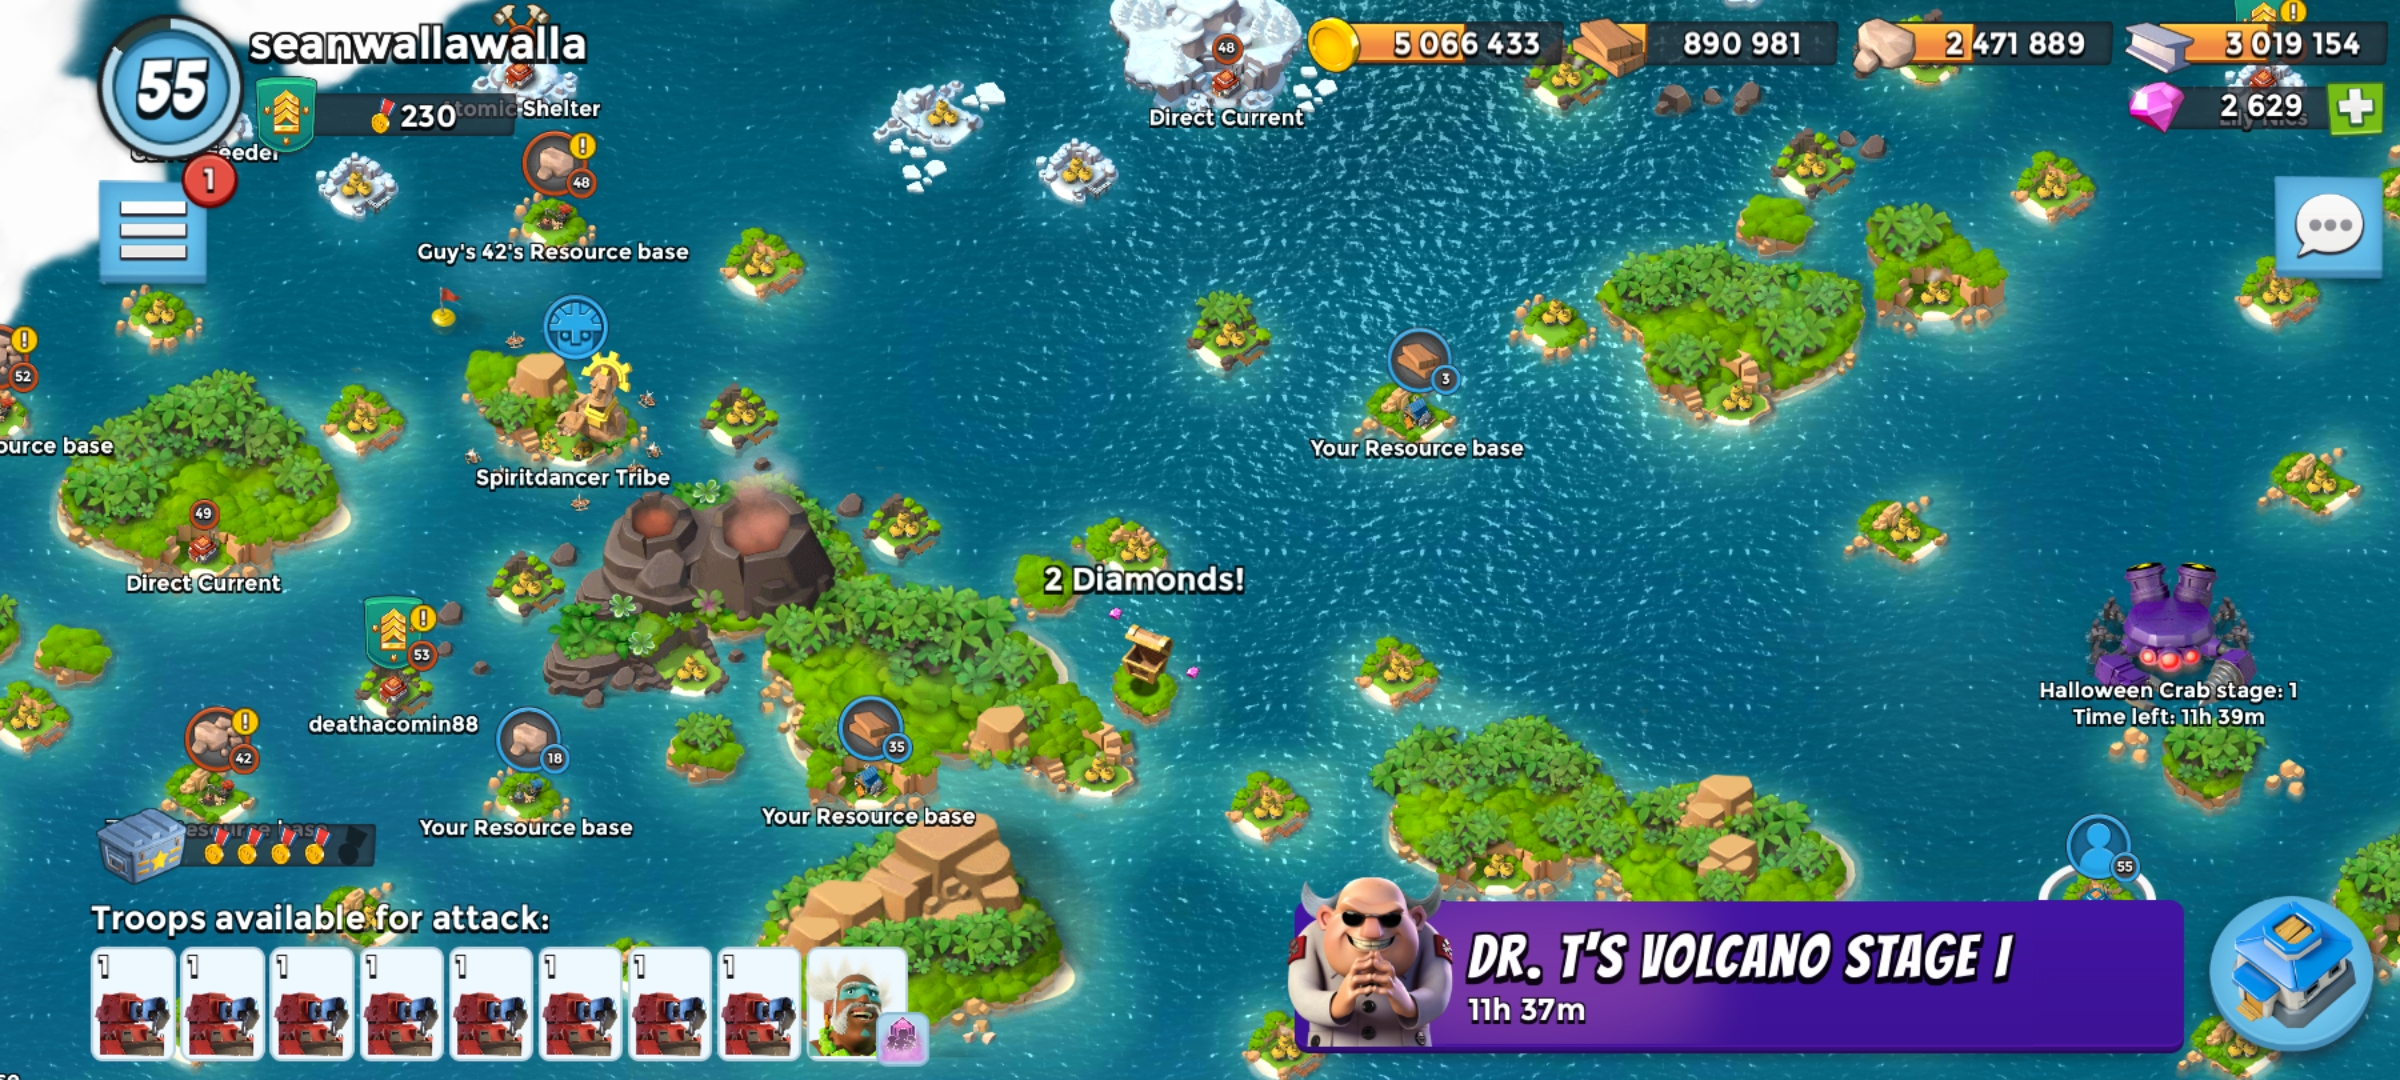 seanwallawalla
55
48
5 066 433
890 981
2 471 889
3 019 154
230
Shelter
Direct Current
2 629
1
48
Guy's 42's Resource base
52
3
ource base
Your Resource base
Spiritdancer Tribe
49
Direct Current
2 Diamonds!
53
deathacomin88
Halloween Crab stage: 1
Time left: 11h 39m
42
18
35
Your Resource base
Your Resource base
55
Troops available for attack:
1
1
1
1
1
1
1
1
DR. T'S VOLCANO STAGE I
11h 37m